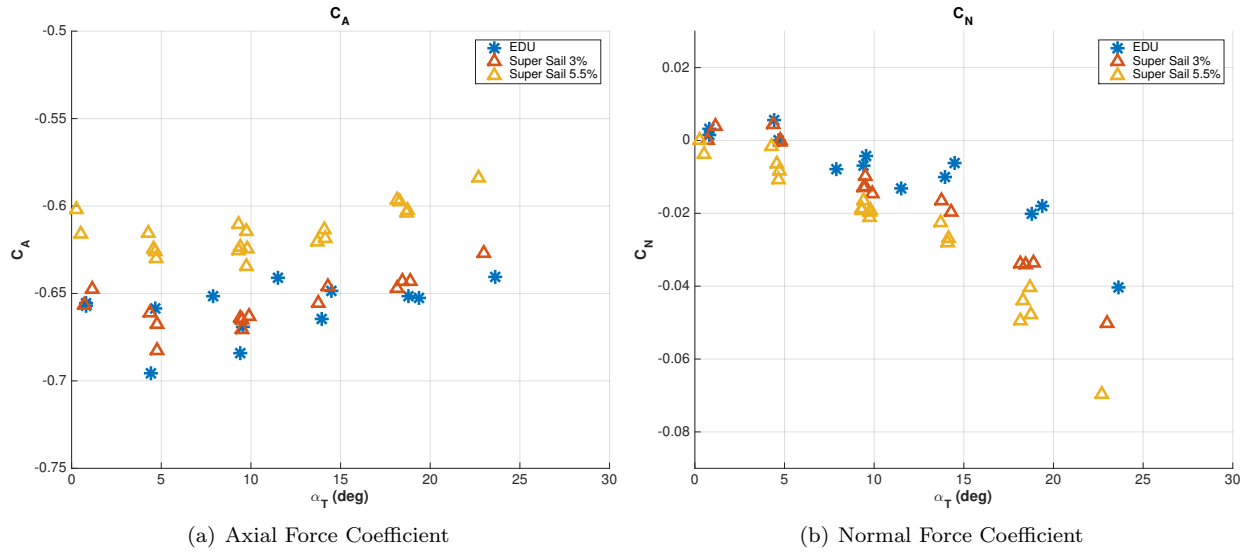 C_A
-0.5
-0.55
-0.6
-0.65
-0.7
-0.75
C_A
0 5 10 15 20 25 30
α_T (deg)
EDU
Super Sail 3%
Super Sail 5.5%
(a) Axial Force Coefficient
C_N
0.02
0
-0.02
-0.04
-0.06
-0.08
C_N
0 5 10 15 20 25 30
α_T (deg)
EDU
Super Sail 3%
Super Sail 5.5%
(b) Normal Force Coefficient